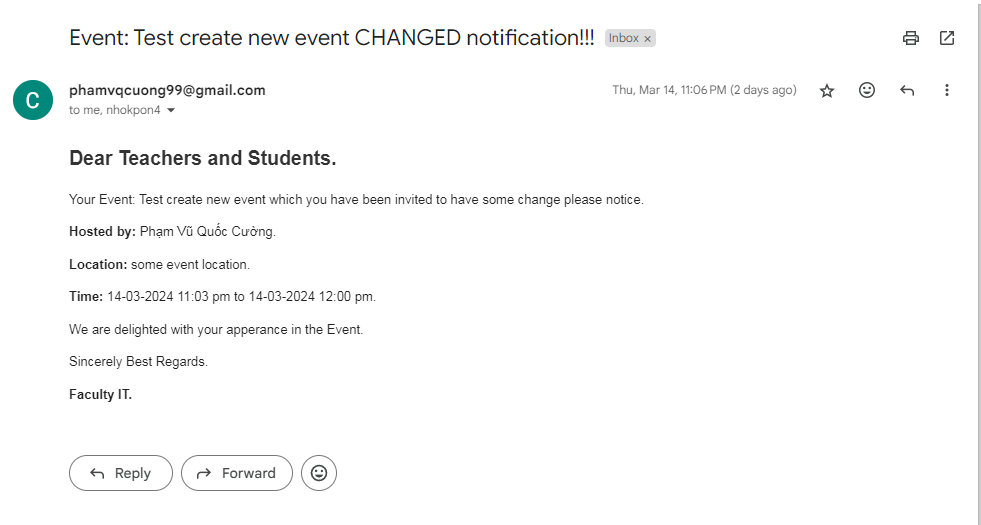 Event: Test create new event CHANGED notification!!! Inbox ×
C
phamvqcuong99@gmail.com Thu, Mar 14, 11:06 PM (2 days ago)
to me, nhokpon4
Dear Teachers and Students.
Your Event: Test create new event which you have been invited to have some change please notice.
Hosted by: Phạm Vũ Quốc Cường.
Location: some event location.
Time: 14-03-2024 11:03 pm to 14-03-2024 12:00 pm.
We are delighted with your apperance in the Event.
Sincerely Best Regards.
Faculty IT.
Reply Forward